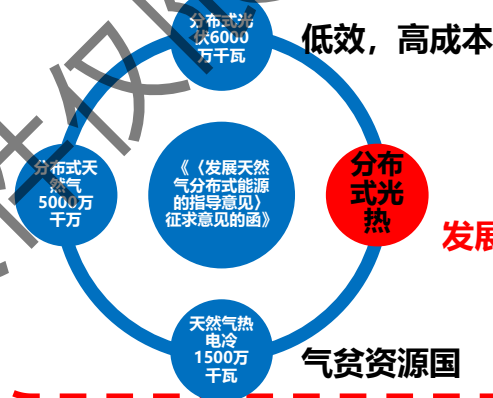 分布式光
伏6000
万千瓦
低效，高成本
分布式天
然气
5000万
千万
《〈发展天然
气分布式能源
的指导意见〉
征求意见的函》
分布
式光
热
发展
天然气热
电冷
1500万
千瓦
气贫资源国
件仅